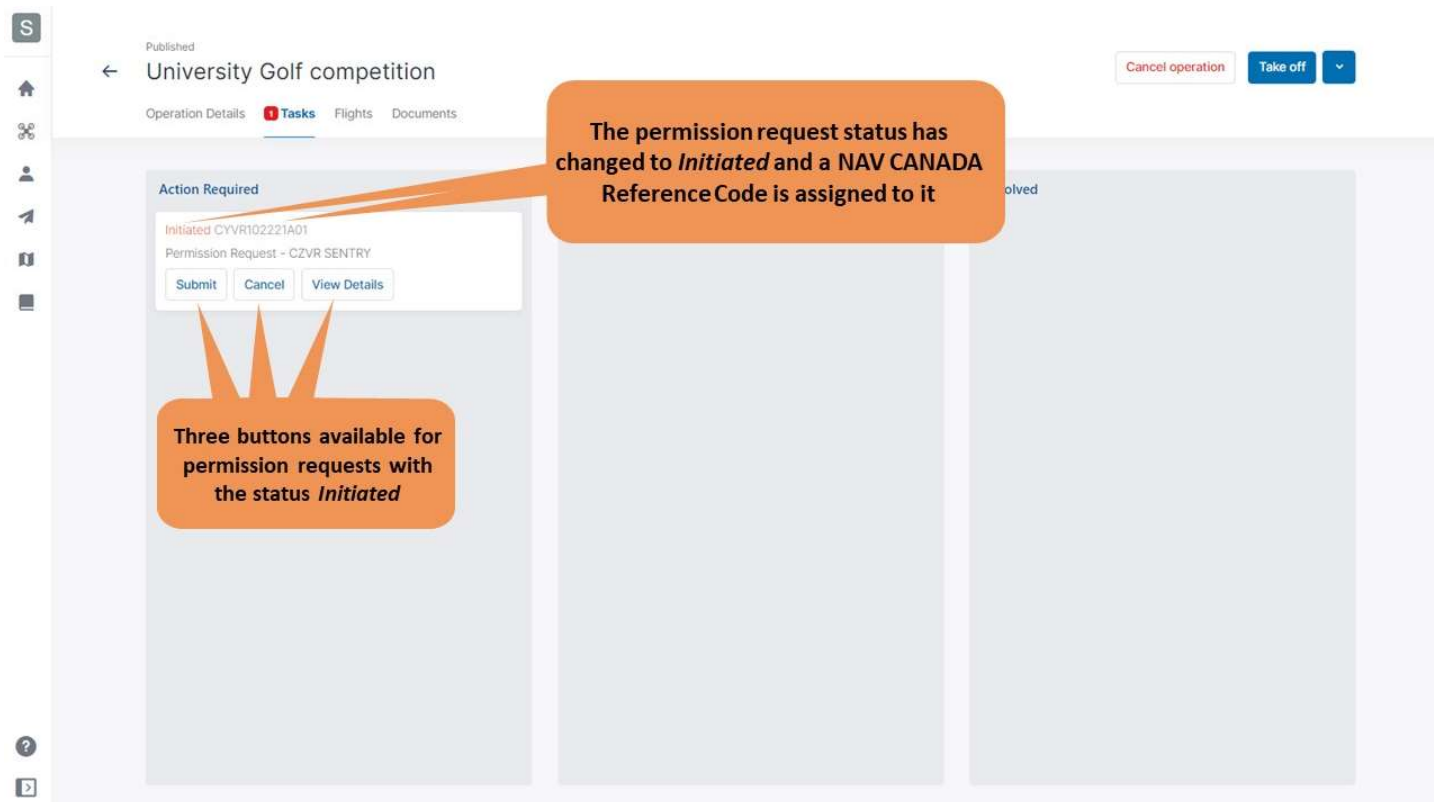 S
Published
University Golf competition
Cancel operation
Take off
Operation Details 1 Tasks Flights Documents
The permission request status has
changed to Initiated and a NAV CANADA
Reference Code is assigned to it
Action Required
Initiated CYVR102221A01
Permission Request - CZVR SENTRY
Submit Cancel View Details
Three buttons available for
permission requests with
the status Initiated